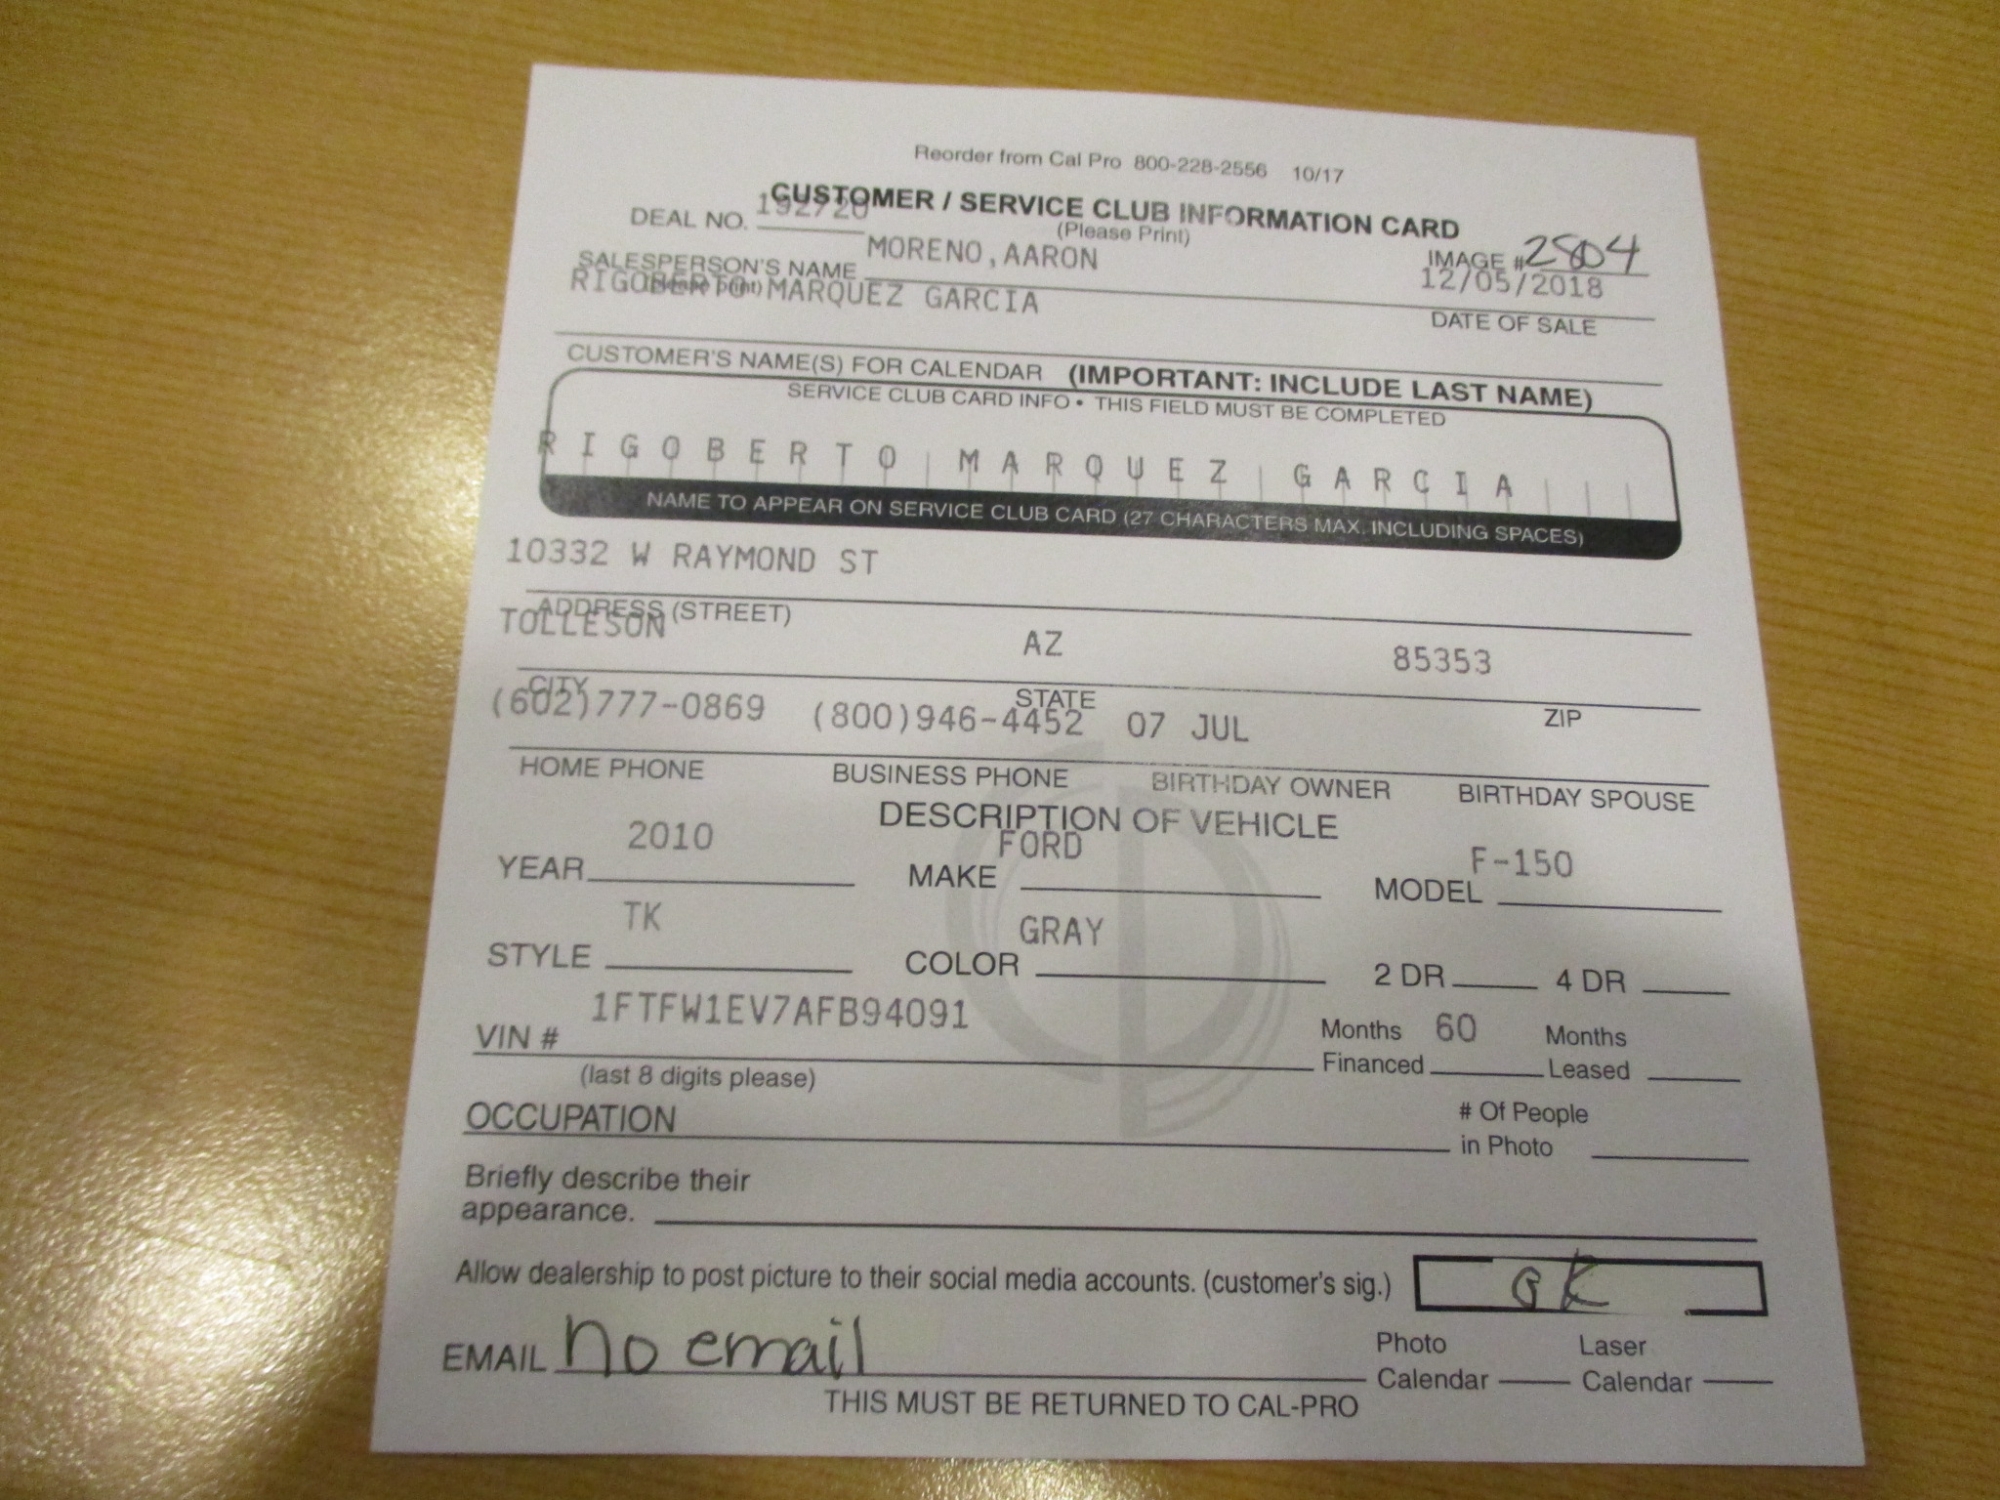 Reorder from Cal Pro 800-228-2556 10/17
CUSTOMER / SERVICE CLUB INFORMATION CARD
DEAL NO. 192720
(Please Print)
SALESPERSON'S NAME MORENO, AARON
(please print)
IMAGE # 2804
RIGOBERTO MARQUEZ GARCIA
12/05/2018
DATE OF SALE
CUSTOMER'S NAME(S) FOR CALENDAR (IMPORTANT: INCLUDE LAST NAME)
SERVICE CLUB CARD INFO • THIS FIELD MUST BE COMPLETED
RIGOBERTO MARQUEZ GARCIA
NAME TO APPEAR ON SERVICE CLUB CARD (27 CHARACTERS MAX. INCLUDING SPACES)
10332 W RAYMOND ST
ADDRESS (STREET)
TOLLESON AZ 85353
CITY STATE ZIP
(602)777-0869 (800)946-4452 07 JUL
HOME PHONE BUSINESS PHONE BIRTHDAY OWNER BIRTHDAY SPOUSE
DESCRIPTION OF VEHICLE
YEAR 2010 MAKE FORD MODEL F-150
STYLE TK COLOR GRAY 2 DR 4 DR
VIN # 1FTFW1EV7AFB94091
(last 8 digits please)
Months Financed 60 Months Leased
OCCUPATION
# Of People in Photo
Briefly describe their
appearance.
Allow dealership to post picture to their social media accounts. (customer's sig.) OK
EMAIL no email
Photo Calendar Laser Calendar
THIS MUST BE RETURNED TO CAL-PRO